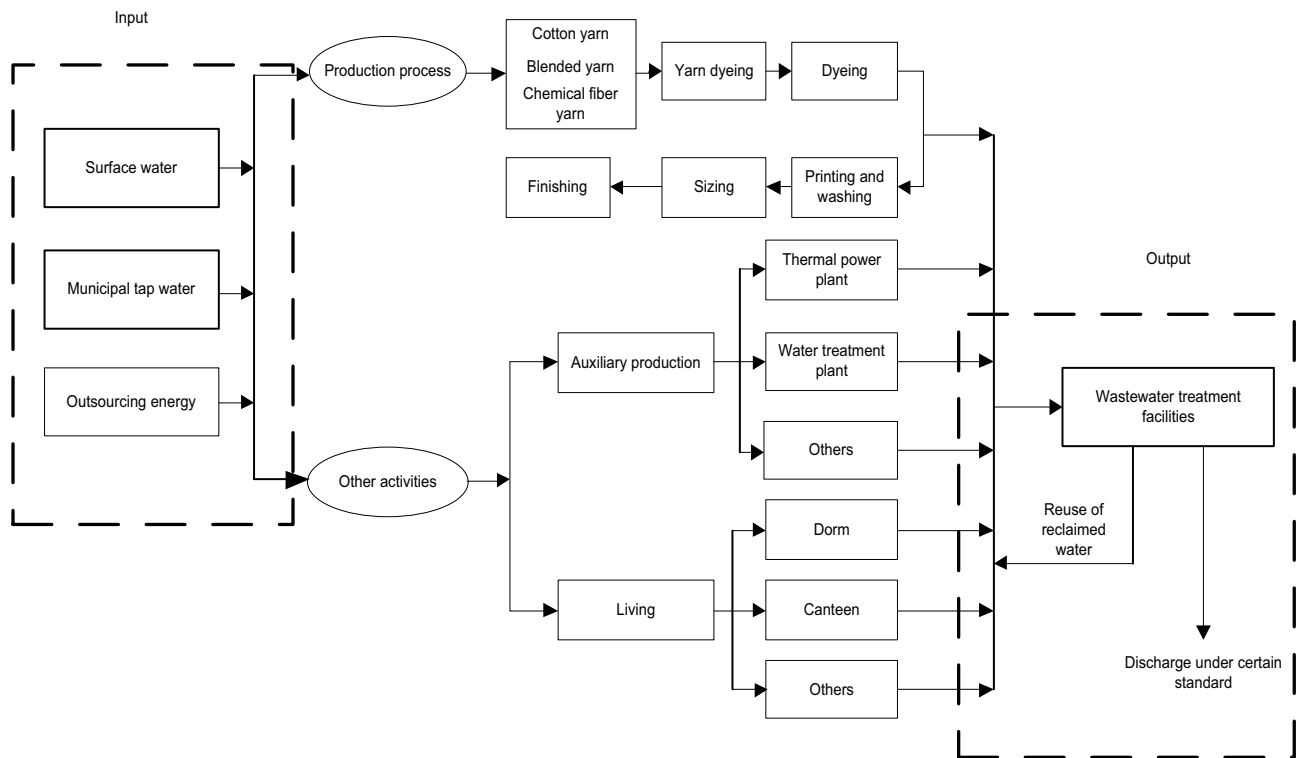 Input
Production process
Cotton yarn
Blended yarn
Chemical fiber
yarn
Yarn dyeing
Dyeing
Surface water
Finishing
Sizing
Printing and
washing
Municipal tap water
Thermal power
plant
Output
Auxiliary production
Water treatment
plant
Outsourcing energy
Wastewater treatment
facilities
Others
Other activities
Reuse of
reclaimed
water
Dorm
Living
Canteen
Discharge under certain
standard
Others